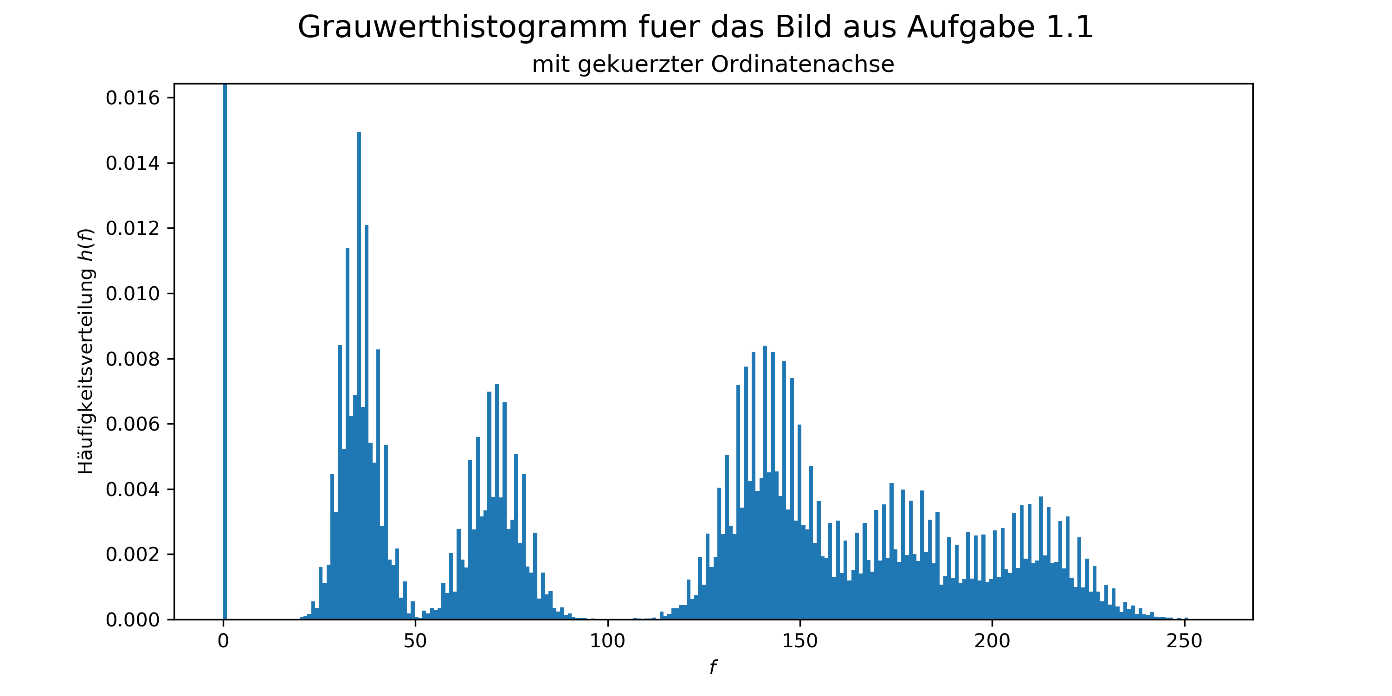 Grauwerthistogramm fuer das Bild aus Aufgabe 1.1
mit gekuerzter Ordinatenachse
Häufigkeitsverteilung h(f)
0.016
0.014
0.012
0.010
0.008
0.006
0.004
0.002
0.000
0 50 100 150 200 250
f